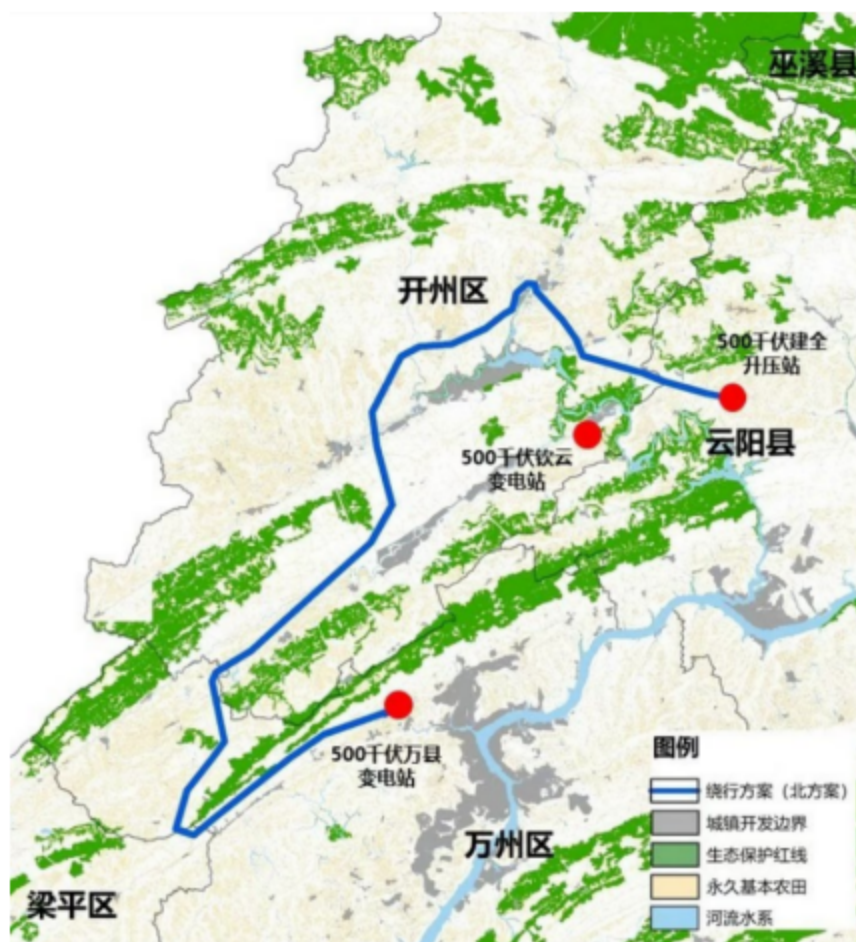 巫溪县
开州区
500千伏建全
升压站
云阳县
500千伏钦云
变电站
500千伏万县
变电站
万州区
梁平区
图例
绕行方案（北方案）
城镇开发边界
生态保护红线
永久基本农田
河流水系